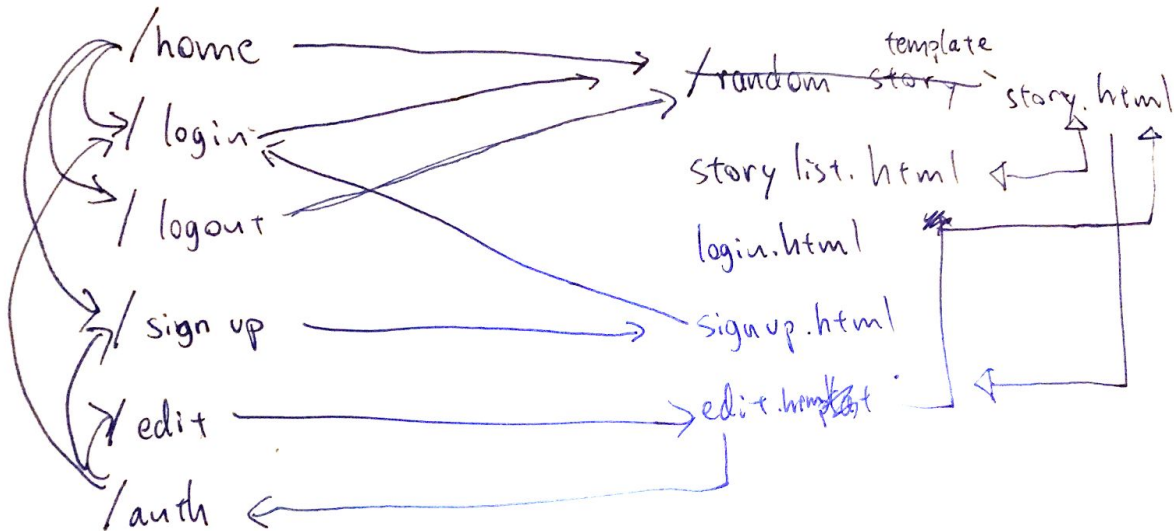 /home
/login
/logout
/sign up
/edit
/auth
template
/random story story.html
story list.html
login.html
signup.html
edit.